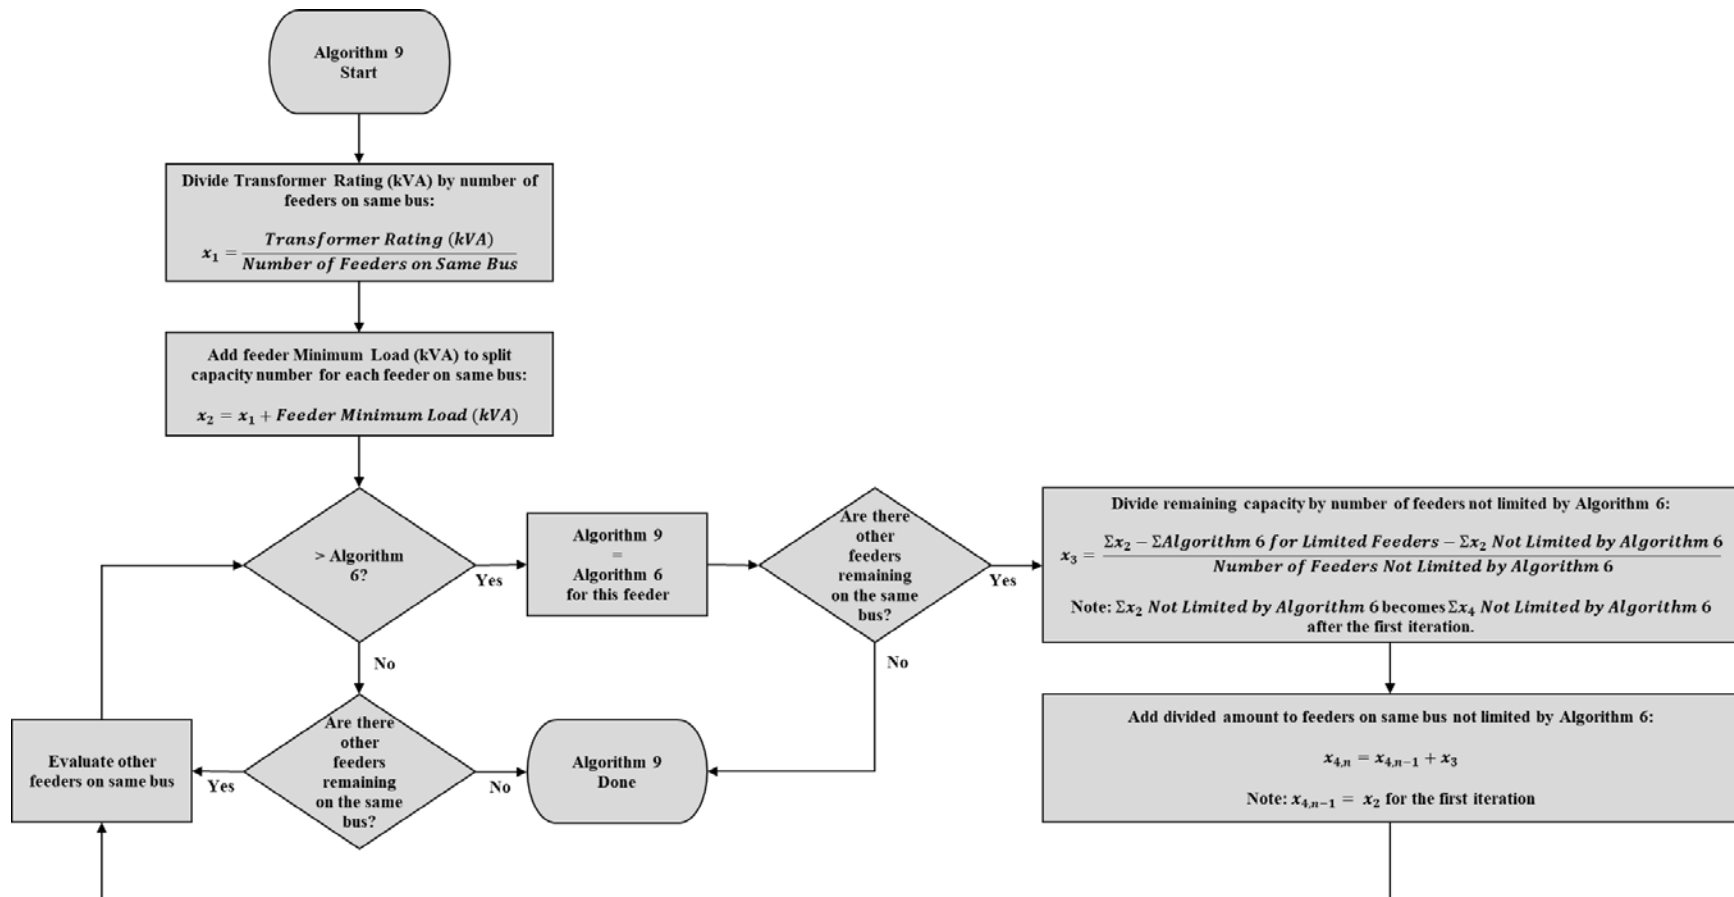 Algorithm 9
Start
Divide Transformer Rating (kVA) by number of
feeders on same bus:
x₁ = Transformer Rating (kVA) / Number of Feeders on Same Bus
Add feeder Minimum Load (kVA) to split
capacity number for each feeder on same bus:
x₂ = x₁ + Feeder Minimum Load (kVA)
> Algorithm
6?
Yes
No
Algorithm 9
=
Algorithm 6
for this feeder
Are there
other
feeders
remaining
on the same
bus?
Yes
No
Divide remaining capacity by number of feeders not limited by Algorithm 6:
x₃ = Σx₂ − ΣAlgorithm 6 for Limited Feeders − Σx₂ Not Limited by Algorithm 6 / Number of Feeders Not Limited by Algorithm 6
Note: Σx₂ Not Limited by Algorithm 6 becomes Σx₄ Not Limited by Algorithm 6
after the first iteration.
Add divided amount to feeders on same bus not limited by Algorithm 6:
x₄,ₙ = x₄,ₙ₋₁ + x₃
Note: x₄,ₙ₋₁ = x₂ for the first iteration
Are there
other
feeders
remaining
on the same
bus?
Yes
No
Evaluate other
feeders on same bus
Algorithm 9
Done